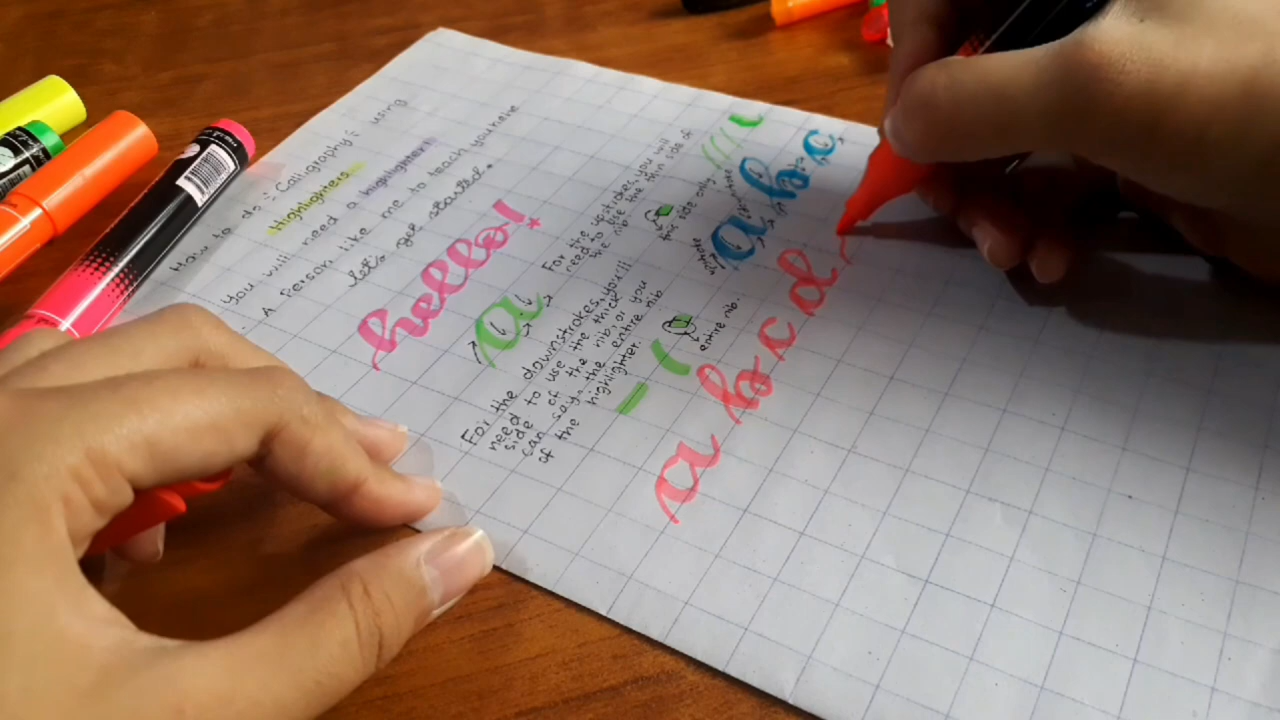 How to do :- Calligraphy :- using
Highlighters
You will need a highlighter!
A Person like me to teach you here
let's get started.
hello!
a
For the upstrokes, you will
need to use the thin side of
the nib.
this side only
For the downstrokes, you'll
need to use the thick
side of the nib, or you
can say - the entire nib
of the highlighter.
entire nib.
a b c
a b c d